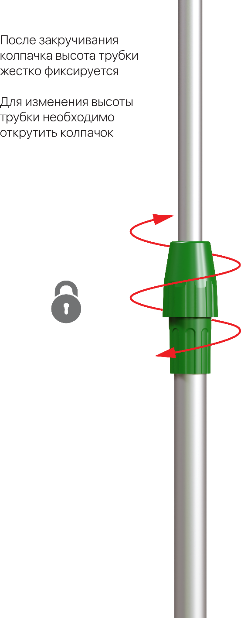 После закручивания
колпачка высота трубки
жестко фиксируется
Для изменения высоты
трубки необходимо
открутить колпачок